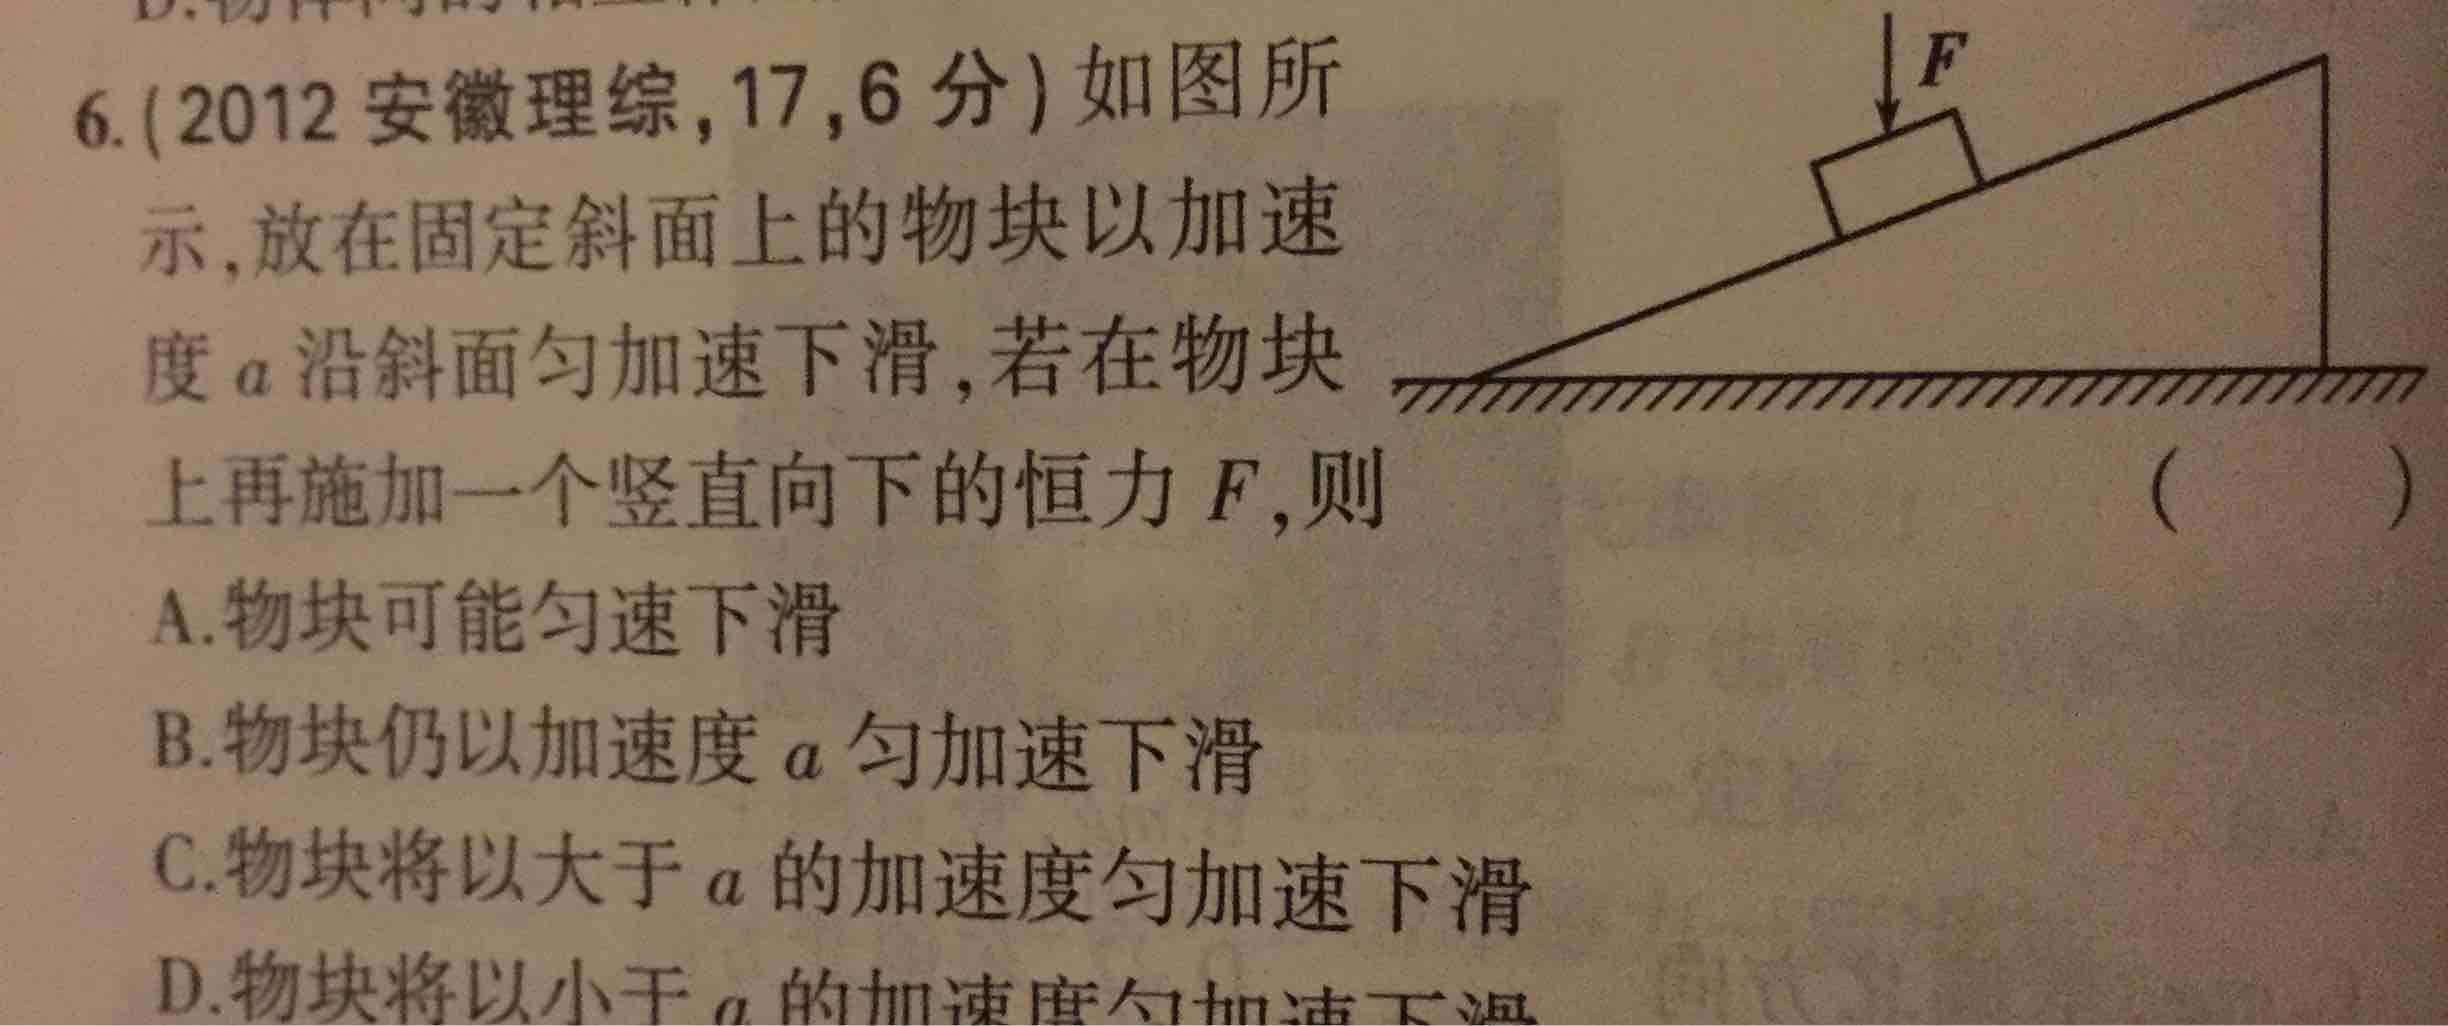 6.(2012 安徽理综,17,6 分)如图所
示,放在固定斜面上的物块以加速
度 a 沿斜面匀加速下滑,若在物块
上再施加一个竖直向下的恒力 F,则 ( )
A.物块可能匀速下滑
B.物块仍以加速度 a 匀加速下滑
C.物块将以大于 a 的加速度匀加速下滑
D.物块将以小于 a 的加速度匀加速下滑
F